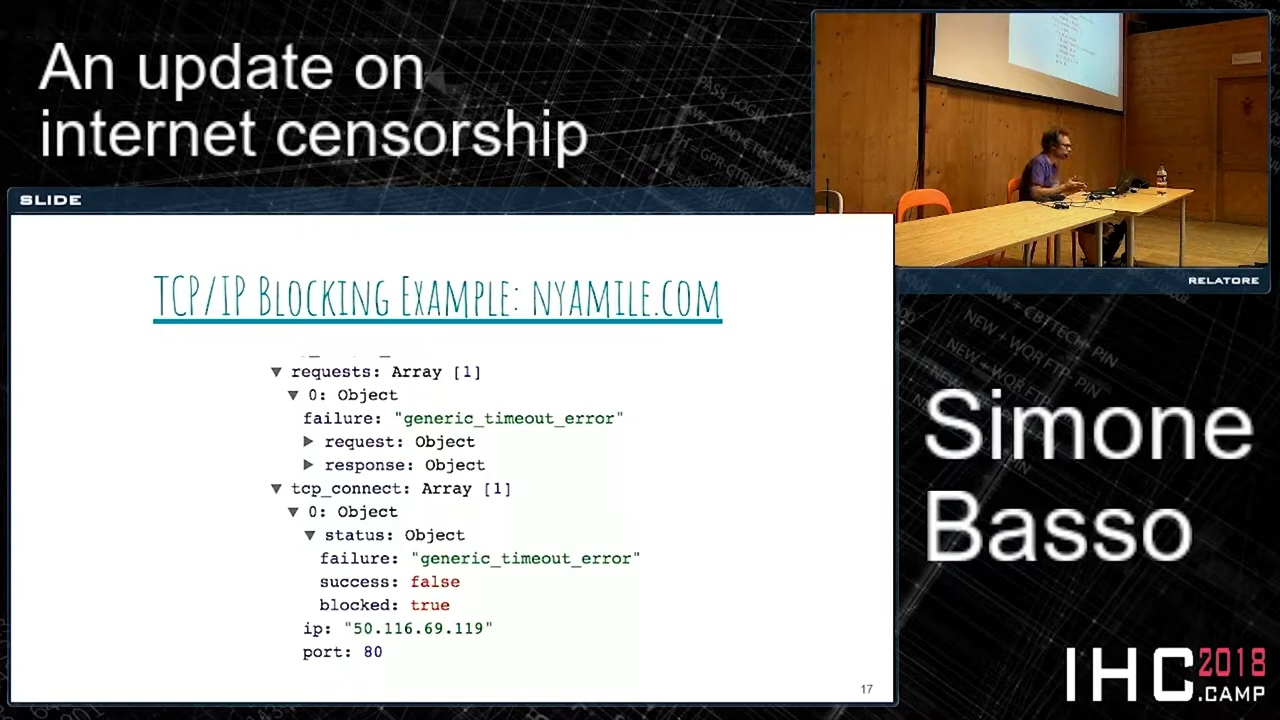 An update on
internet censorship
SLIDE
TCP/IP Blocking Example: nyamile.com
▼ requests: Array [1]
▼ 0: Object
failure: "generic_timeout_error"
▶ request: Object
▶ response: Object
▼ tcp_connect: Array [1]
▼ 0: Object
▼ status: Object
failure: "generic_timeout_error"
success: false
blocked: true
ip: "50.116.69.119"
port: 80
17
RELATORE
Simone
Basso
IHC 2018
.CAMP